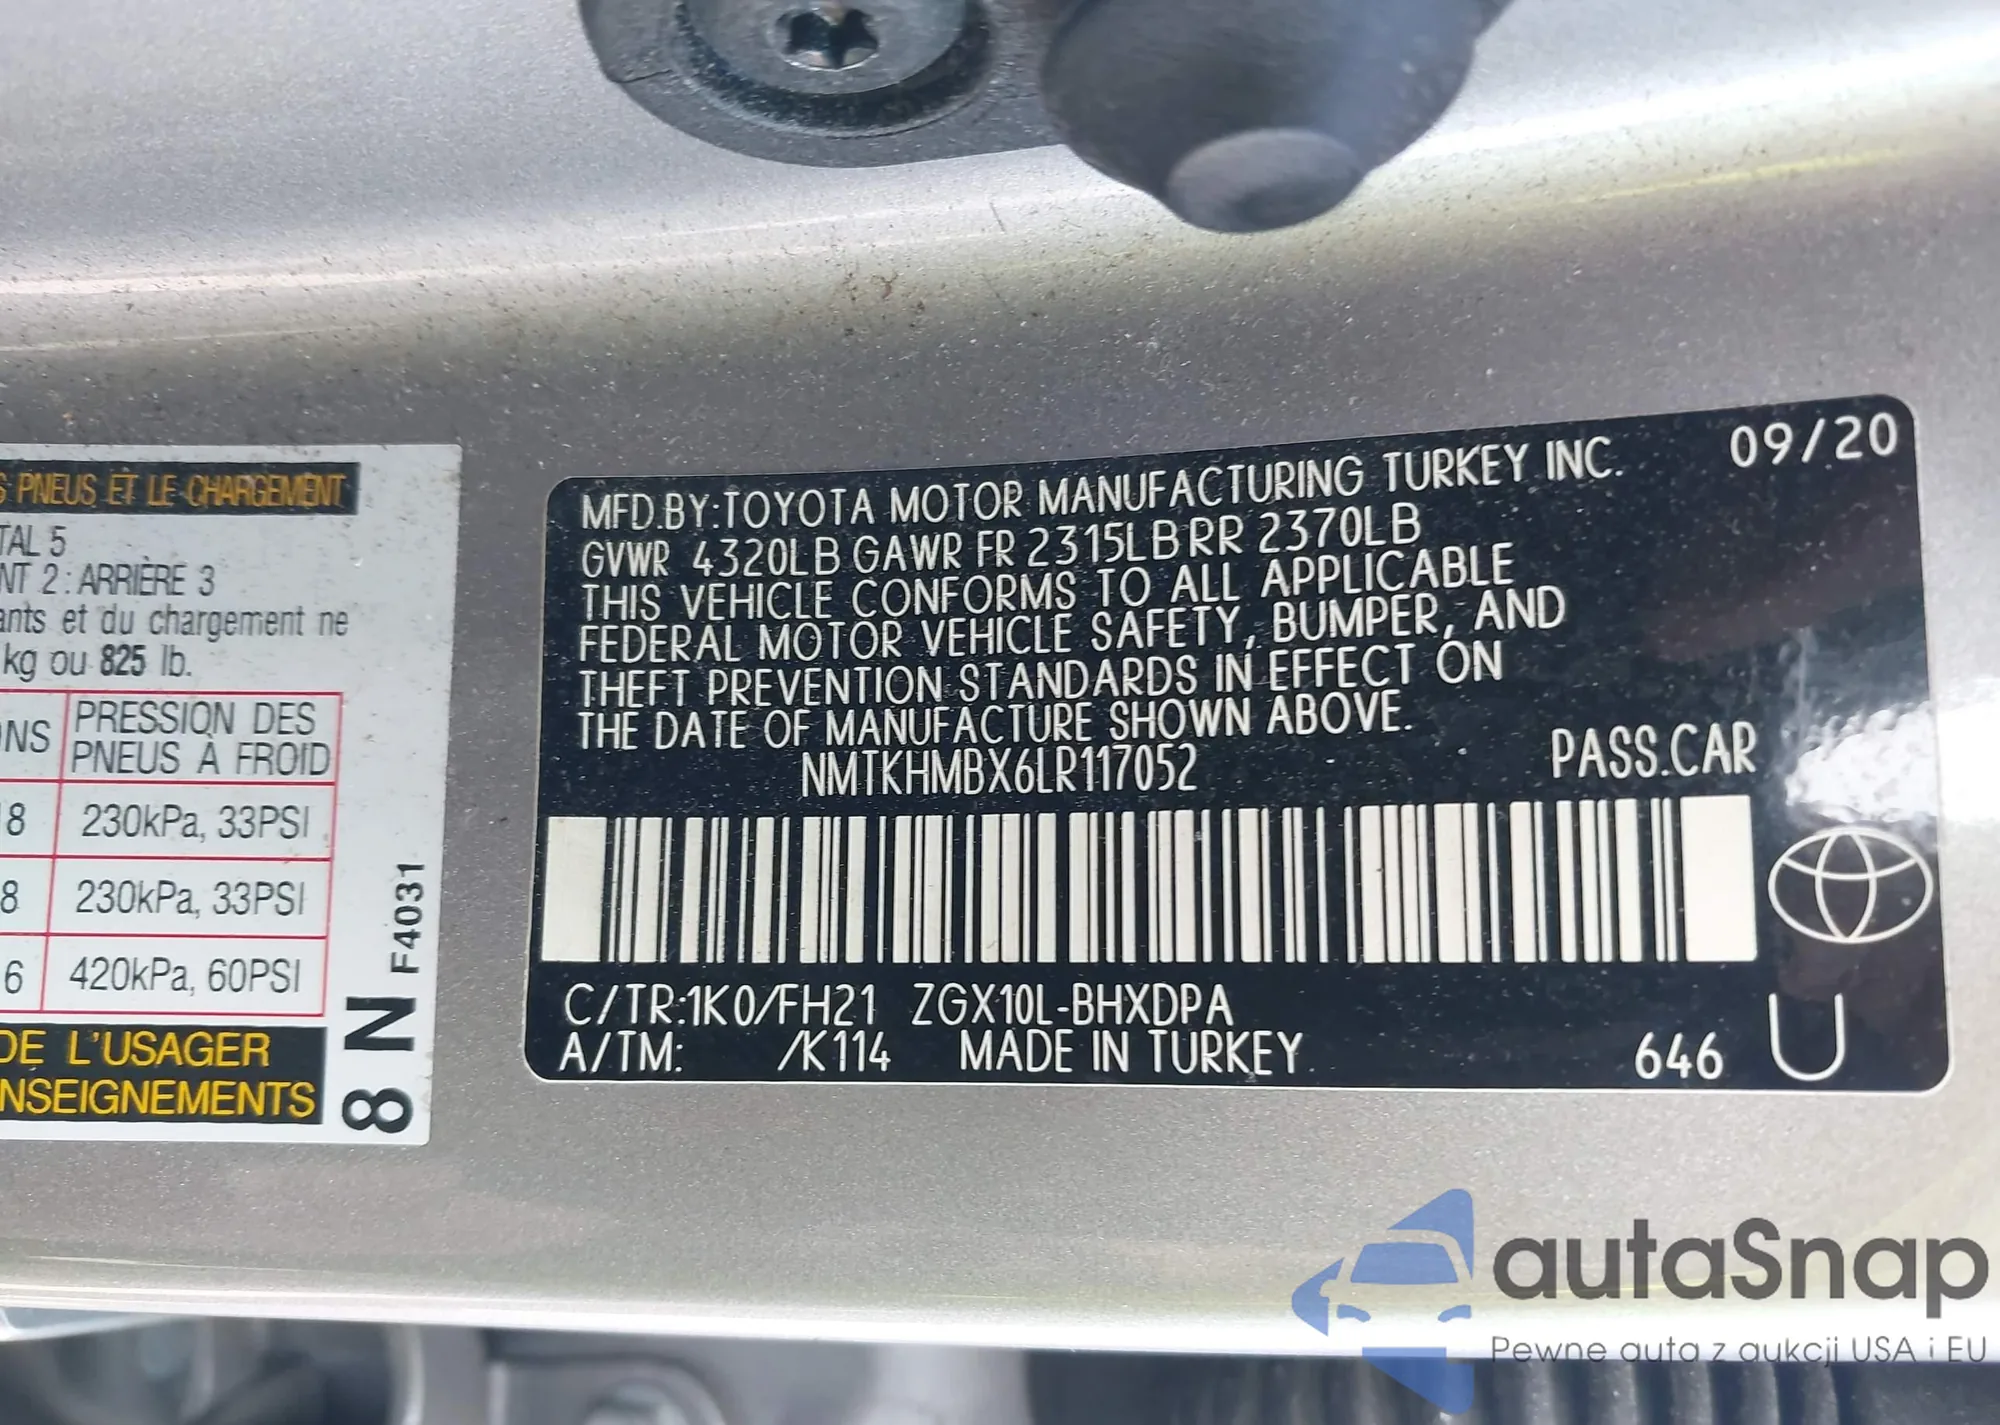 S PNEUS ET LE CHARGEMENT
TAL 5
NT 2 : ARRIÈRE 3
ants et du chargement ne
kg ou 825 lb.
ONS PRESSION DES
PNEUS À FROID
18 230kPa, 33PSI
8 230kPa, 33PSI
6 420kPa, 60PSI
DE L'USAGER
NSEIGNEMENTS
F4031
8 N
MFD.BY:TOYOTA MOTOR MANUFACTURING TURKEY INC. 09/20
GVWR 4320LB GAWR FR 2315LB RR 2370LB
THIS VEHICLE CONFORMS TO ALL APPLICABLE
FEDERAL MOTOR VEHICLE SAFETY, BUMPER, AND
THEFT PREVENTION STANDARDS IN EFFECT ON
THE DATE OF MANUFACTURE SHOWN ABOVE.
NMTKHMBX6LR117052 PASS.CAR
C/TR:1K0/FH21 ZGX10L-BHXDPA
A/TM: /K114 MADE IN TURKEY 646 U
autaSnap
Pewne auta z aukcji USA i EU